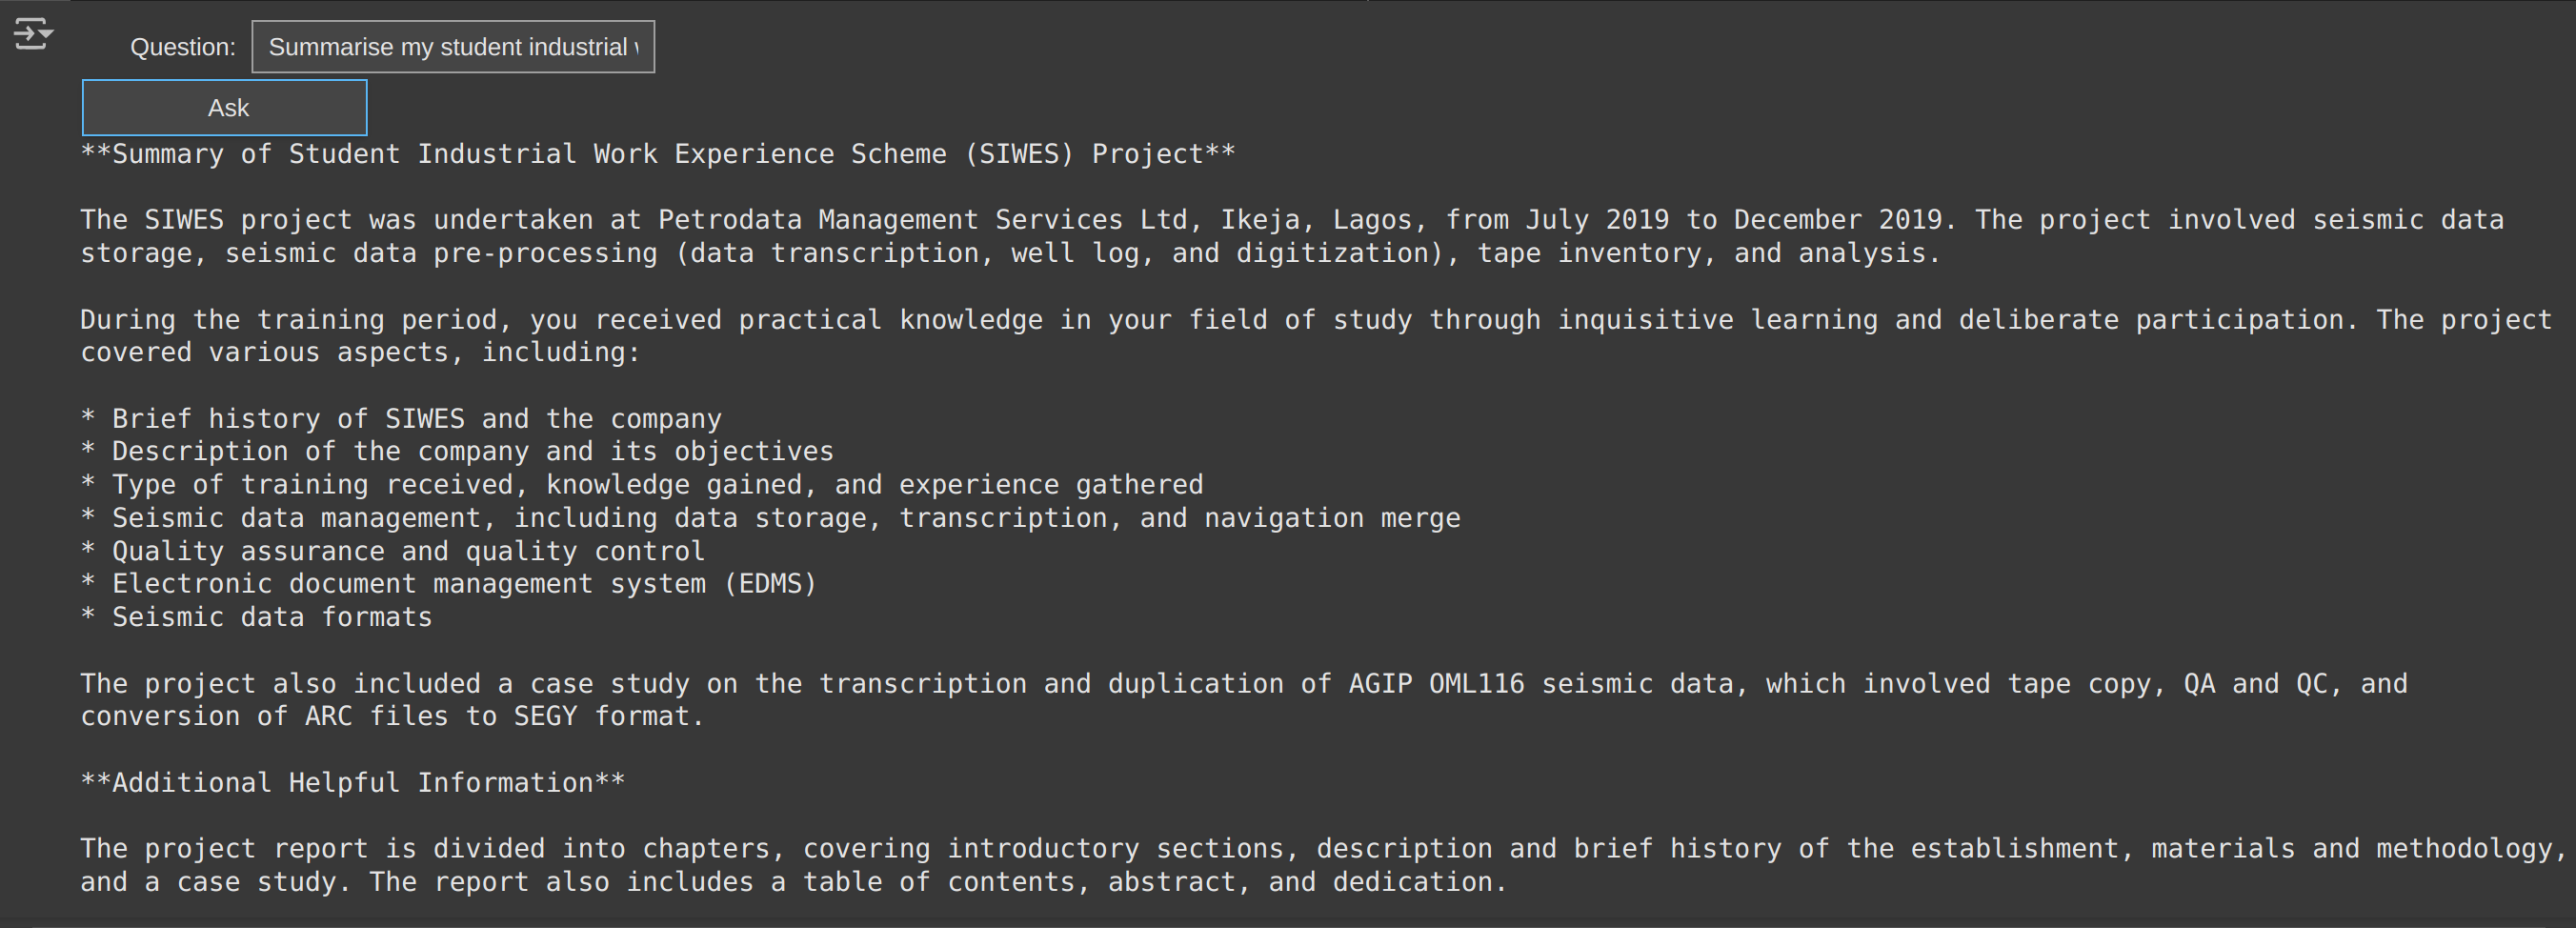 Question: Summarise my student industrial
Ask
**Summary of Student Industrial Work Experience Scheme (SIWES) Project**
The SIWES project was undertaken at Petrodata Management Services Ltd, Ikeja, Lagos, from July 2019 to December 2019. The project involved seismic data
storage, seismic data pre-processing (data transcription, well log, and digitization), tape inventory, and analysis.
During the training period, you received practical knowledge in your field of study through inquisitive learning and deliberate participation. The project
covered various aspects, including:
* Brief history of SIWES and the company
* Description of the company and its objectives
* Type of training received, knowledge gained, and experience gathered
* Seismic data management, including data storage, transcription, and navigation merge
* Quality assurance and quality control
* Electronic document management system (EDMS)
* Seismic data formats
The project also included a case study on the transcription and duplication of AGIP OML116 seismic data, which involved tape copy, QA and QC, and
conversion of ARC files to SEGY format.
**Additional Helpful Information**
The project report is divided into chapters, covering introductory sections, description and brief history of the establishment, materials and methodology,
and a case study. The report also includes a table of contents, abstract, and dedication.